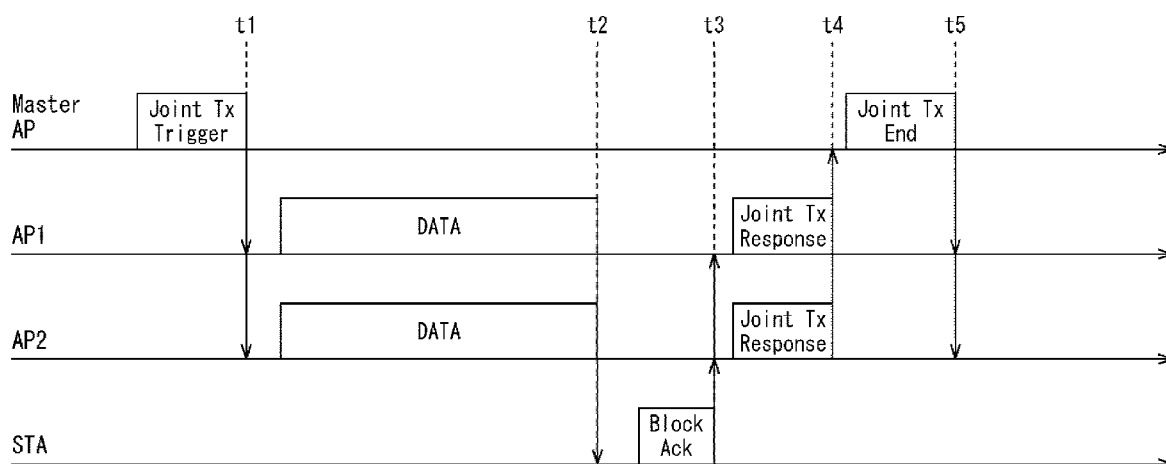 t1 t2 t3 t4 t5
Master
AP
Joint Tx
Trigger
Joint Tx
End
AP1
DATA
Joint Tx
Response
AP2
DATA
Joint Tx
Response
STA
Block
Ack